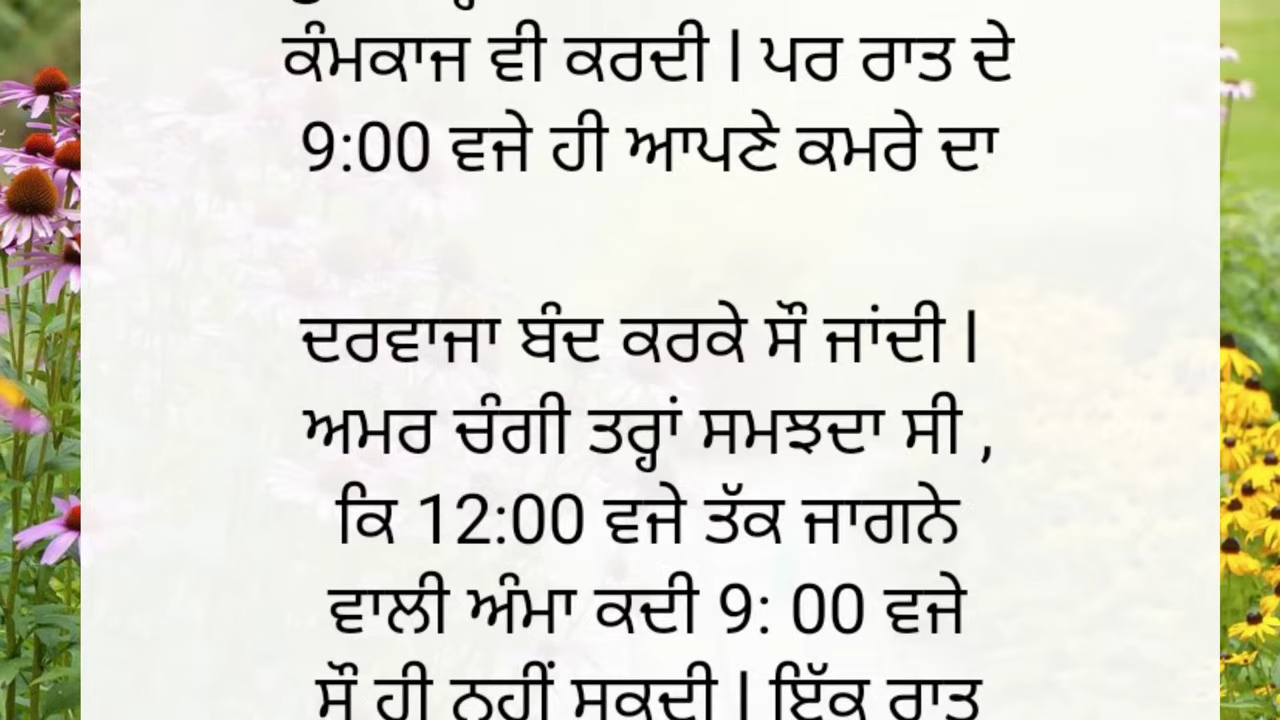 ਕੰਮਕਾਜ ਵੀ ਕਰਦੀ | ਪਰ ਰਾਤ ਦੇ
9:00 ਵਜੇ ਹੀ ਆਪਣੇ ਕਮਰੇ ਦਾ
ਦਰਵਾਜਾ ਬੰਦ ਕਰਕੇ ਸੌ ਜਾਂਦੀ |
ਅਮਰ ਚੰਗੀ ਤਰ੍ਹਾਂ ਸਮਝਦਾ ਸੀ ,
ਕਿ 12:00 ਵਜੇ ਤੱਕ ਜਾਗਨੇ
ਵਾਲੀ ਅੰਮਾ ਕਦੀ 9: 00 ਵਜੇ
ਸੌ ਹੀ ਨਹੀਂ ਸਕਦੀ | ਇੱਕ ਰਾਤ